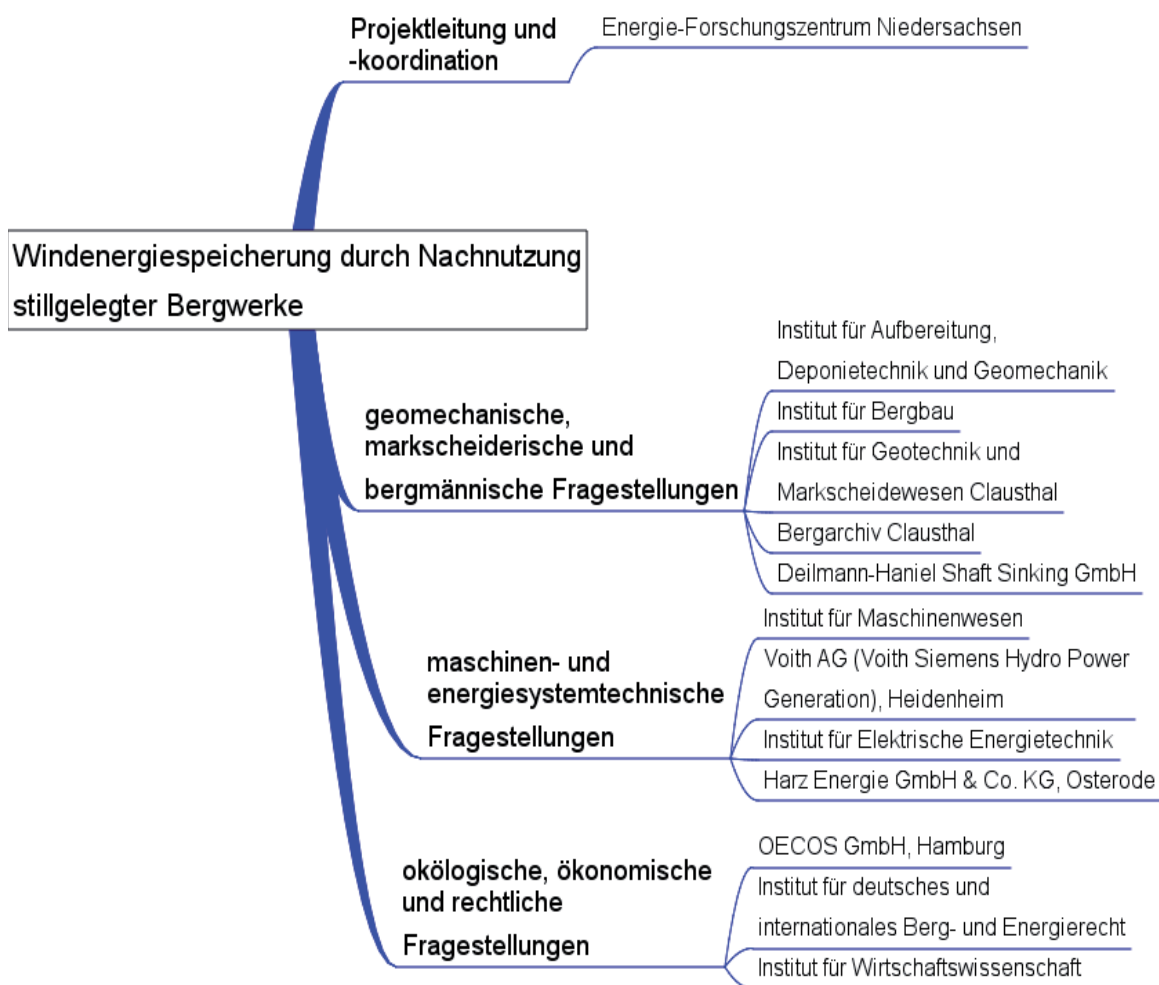 Projektleitung und
-koordination
Energie-Forschungszentrum Niedersachsen
Windenergiespeicherung durch Nachnutzung
stillgelegter Bergwerke
geomechanische,
markscheiderische und
bergmännische Fragestellungen
Institut für Aufbereitung,
Deponietechnik und Geomechanik
Institut für Bergbau
Institut für Geotechnik und
Markscheidewesen Clausthal
Bergarchiv Clausthal
Deilmann-Haniel Shaft Sinking GmbH
maschinen- und
energiesystemtechnische
Fragestellungen
Institut für Maschinenwesen
Voith AG (Voith Siemens Hydro Power
Generation), Heidenheim
Institut für Elektrische Energietechnik
Harz Energie GmbH & Co. KG, Osterode
okölogische, ökonomische
und rechtliche
Fragestellungen
OECOS GmbH, Hamburg
Institut für deutsches und
internationales Berg- und Energierecht
Institut für Wirtschaftswissenschaft